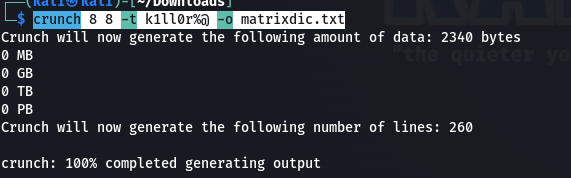 ┌──(kali㉿kali)-[~/Downloads]
└─$ crunch 8 8 -t k1ll0r%@ -o matrixdic.txt
Crunch will now generate the following amount of data: 2340 bytes
0 MB
0 GB
0 TB
0 PB
"the quieter yo
Crunch will now generate the following number of lines: 260
crunch: 100% completed generating output